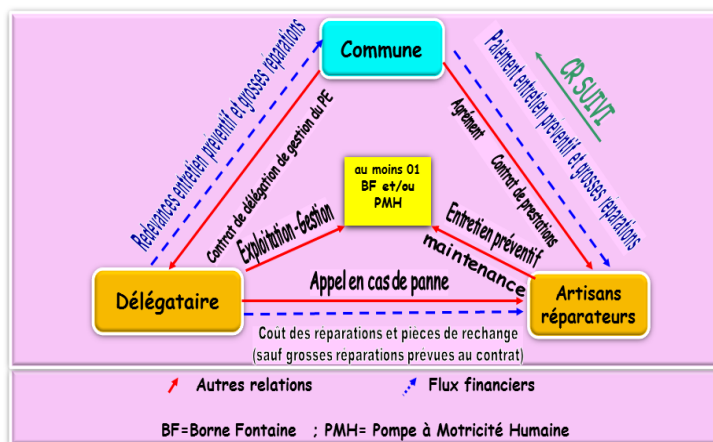 Commune
Redevances entretien préventif et grosses réparations
Contrat de délégation de gestion du PE
Agrément
Contrat de prestations
Paiement entretien préventif et grosses réparations
CR SUIVI
au moins 01
BF et/ou
PMH
Exploitation-Gestion
Entretien préventif
maintenance
Délégataire
Appel en cas de panne
Artisans
réparateurs
Coût des réparations et pièces de rechange
(sauf grosses réparations prévues au contrat)
Autres relations
Flux financiers
BF=Borne Fontaine ; PMH= Pompe à Motricité Humaine